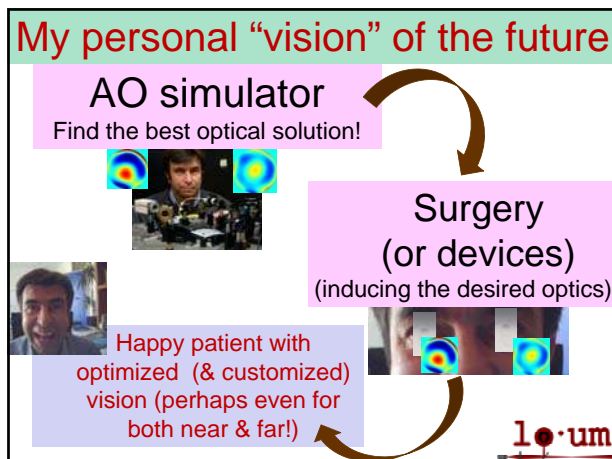 My personal “vision” of the future
AO simulator
Find the best optical solution!
Surgery
(or devices)
(inducing the desired optics)
Happy patient with
optimized (& customized)
vision (perhaps even for
both near & far!)
lo·um